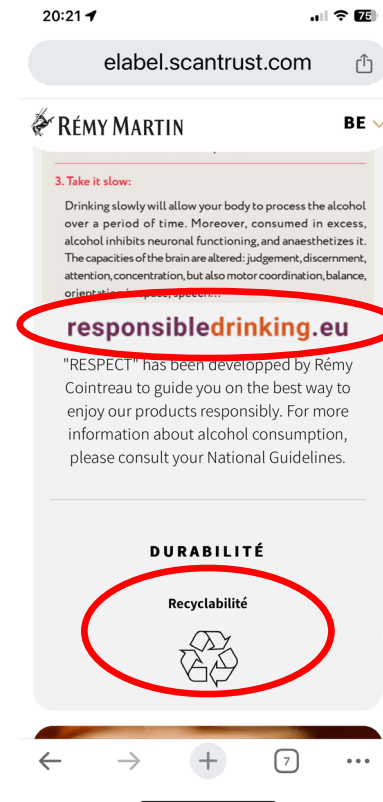 20:21
75
elabel.scantrust.com
RÉMY MARTIN
BE
3. Take it slow:
Drinking slowly will allow your body to process the alcohol
over a period of time. Moreover, consumed in excess,
alcohol inhibits neuronal functioning, and anaesthetizes it.
The capacities of the brain are altered: judgement, discernment,
attention, concentration, but also motor coordination, balance,
orientation in space, speech...
responsibledrinking.eu
"RESPECT" has been developped by Rémy
Cointreau to guide you on the best way to
enjoy our products responsibly. For more
information about alcohol consumption,
please consult your National Guidelines.
DURABILITÉ
Recyclabilité
7